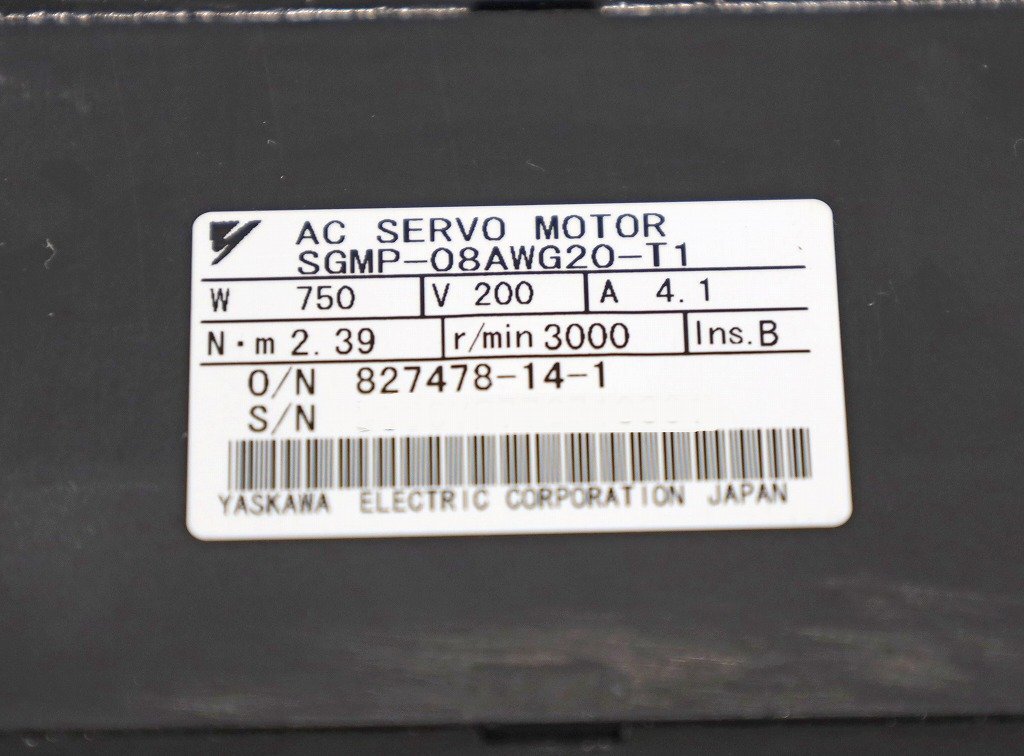 AC SERVO MOTOR
SGMP-08AWG20-T1
W 750 V 200 A 4.1
N・m 2.39 r/min 3000 Ins.B
O/N 827478-14-1
S/N
YASKAWA ELECTRIC CORPORATION JAPAN